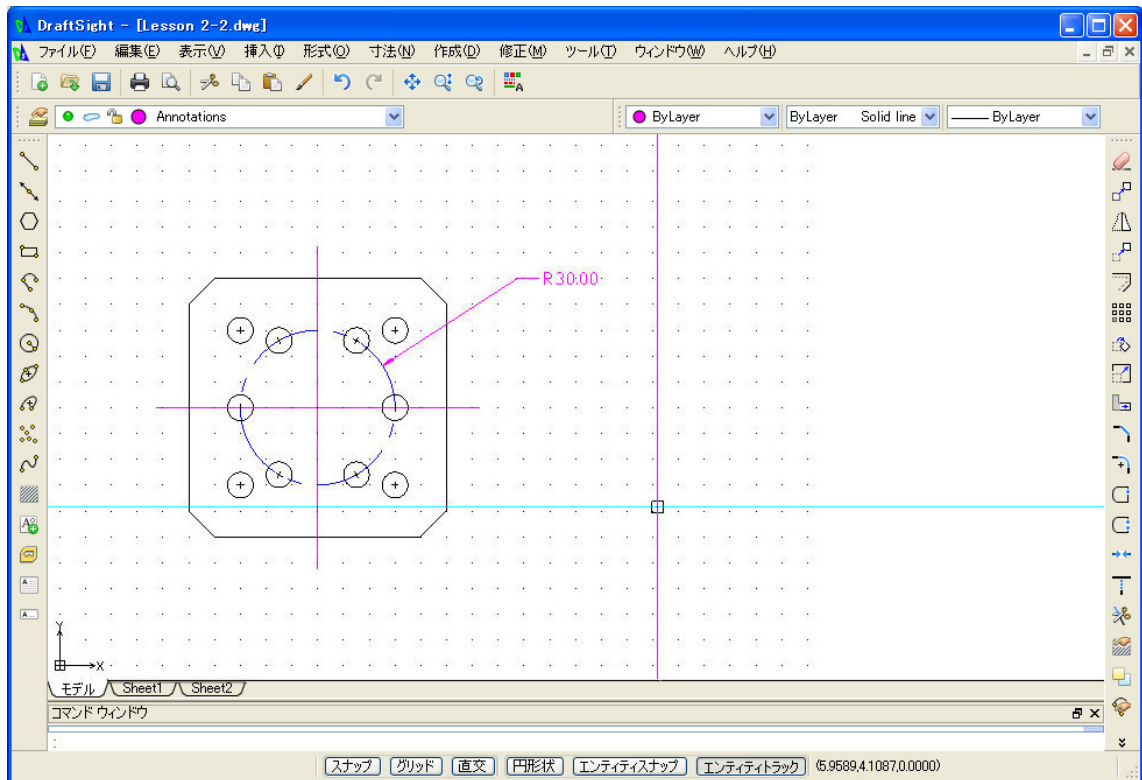 DraftSight - [Lesson 2-2.dwg]
ファイル(F) 編集(E) 表示(V) 挿入(I) 形式(O) 寸法(N) 作成(D) 修正(M) ツール(T) ウィンドウ(W) ヘルプ(H)
Annotations ByLayer ByLayer Solid line ByLayer
R30.00
Y
X
モデル Sheet1 Sheet2
コマンド ウィンドウ
:
スナップ グリッド 直交 円形状 エンティティスナップ エンティティトラック (5.9589,4.1087,0.0000)